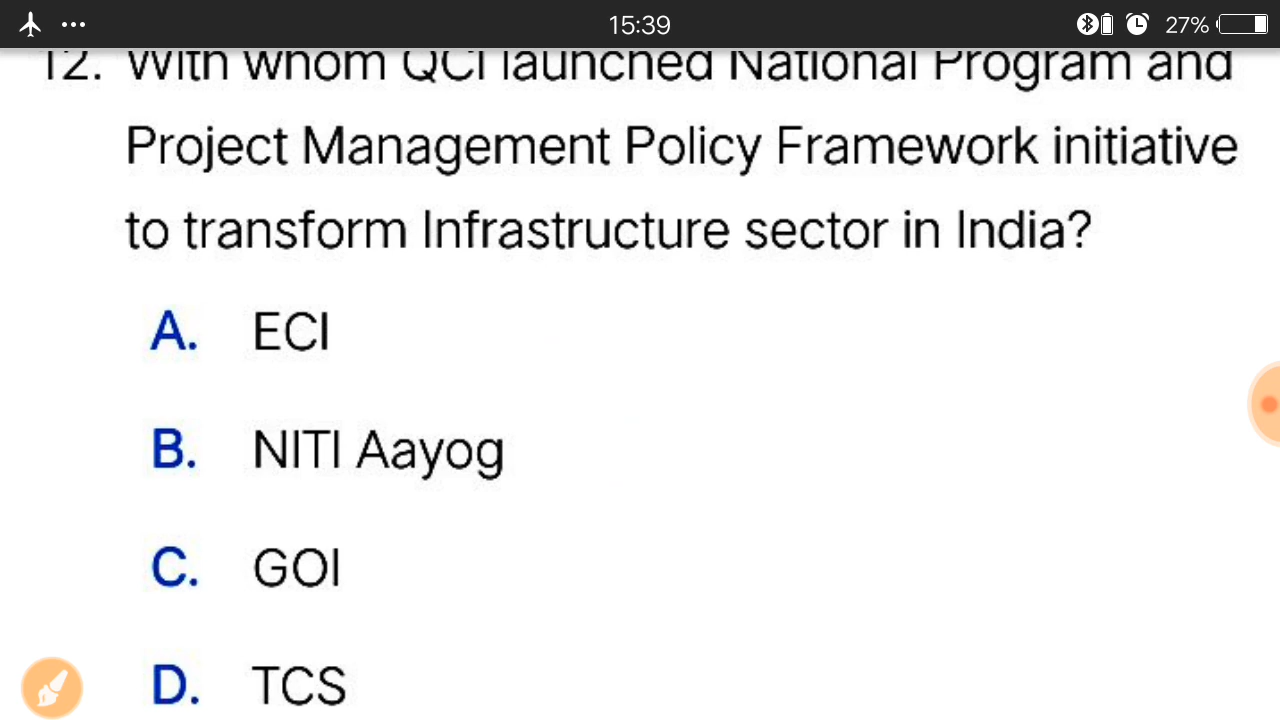 15:39
27%
12. With whom QCI launched National Program and
Project Management Policy Framework initiative
to transform Infrastructure sector in India?
A. ECI
B. NITI Aayog
C. GOI
D. TCS